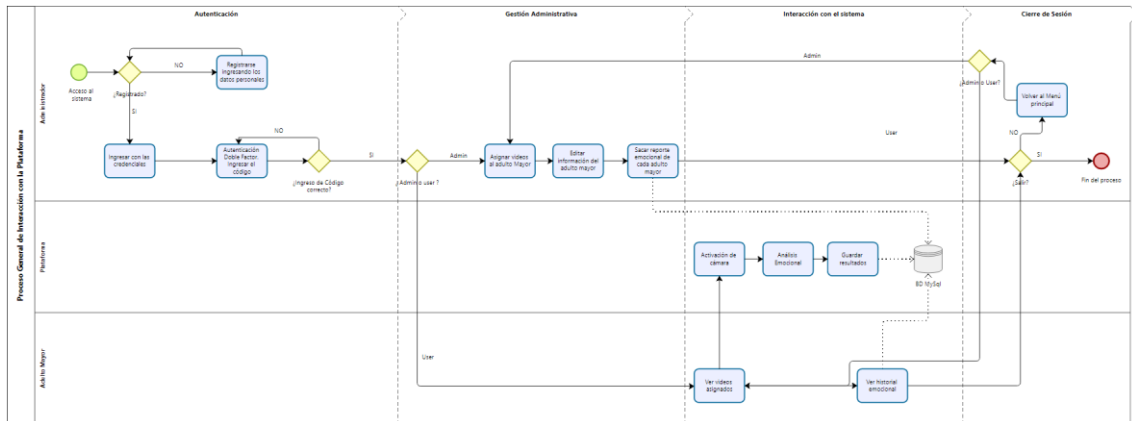 Proceso General de Interacción con la Plataforma
Autenticación
Gestión Administrativa
Interacción con el sistema
Cierre de Sesión
Administrador
Acceso al
sistema
¿Registrado?
NO
Registrarse
ingresando los
datos personales
SI
Ingresar con las
credenciales
Autenticación
Doble Factor.
Ingresar el
código
NO
¿Ingreso de Código
correcto?
SI
¿Admin o user ?
Admin
Asignar vídeos
al adulto Mayor
Editar
información del
adulto mayor
Sacar reporte
emocional de
cada adulto
mayor
Admin
¿Admin o User?
User
Volver al Menú
principal
NO
¿Salir?
SI
Fin del proceso
Plataforma
Activación de
cámara
Análisis
Emocional
Guardar
resultados
BD MySql
Adulto Mayor
User
Ver vídeos
asignados
Ver historial
emocional